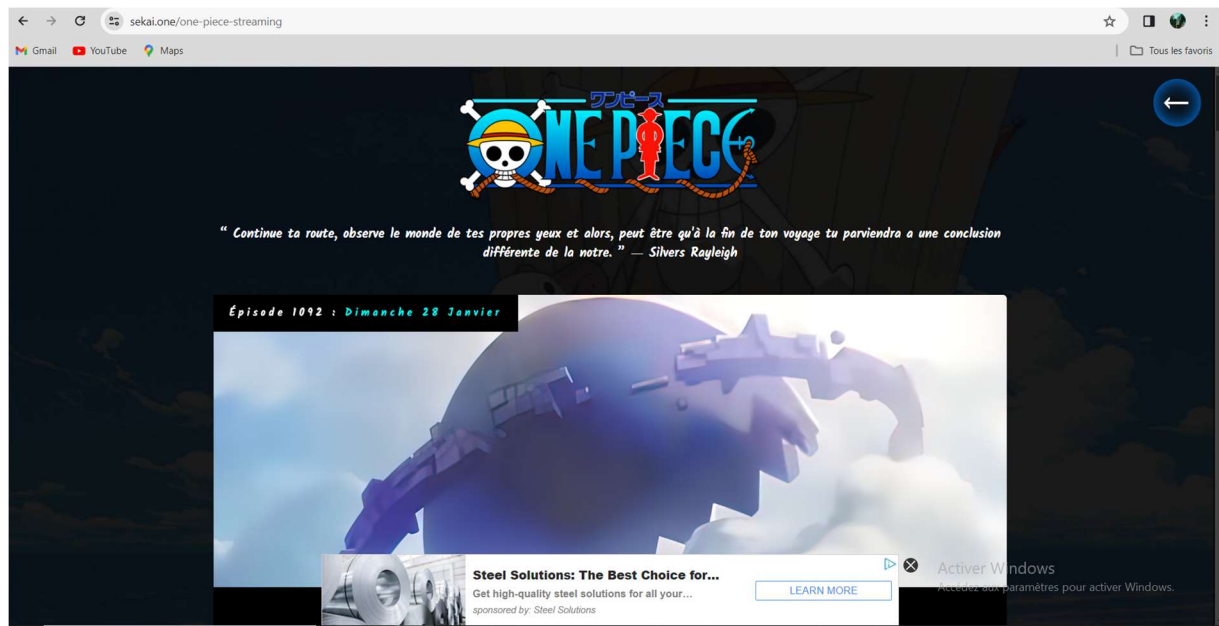 sekai.one/one-piece-streaming
Gmail
YouTube
Maps
Tous les favoris
ワンピース
ONE PIECE
“ Continue ta route, observe le monde de tes propres yeux et alors, peut être qu'à la fin de ton voyage tu parviendra a une conclusion
différente de la notre. ” — Silvers Rayleigh
Épisode 1092 : Dimanche 28 Janvier
Steel Solutions: The Best Choice for...
Get high-quality steel solutions for all your...
sponsored by: Steel Solutions
LEARN MORE
Activer Windows
Accédez aux paramètres pour activer Windows.